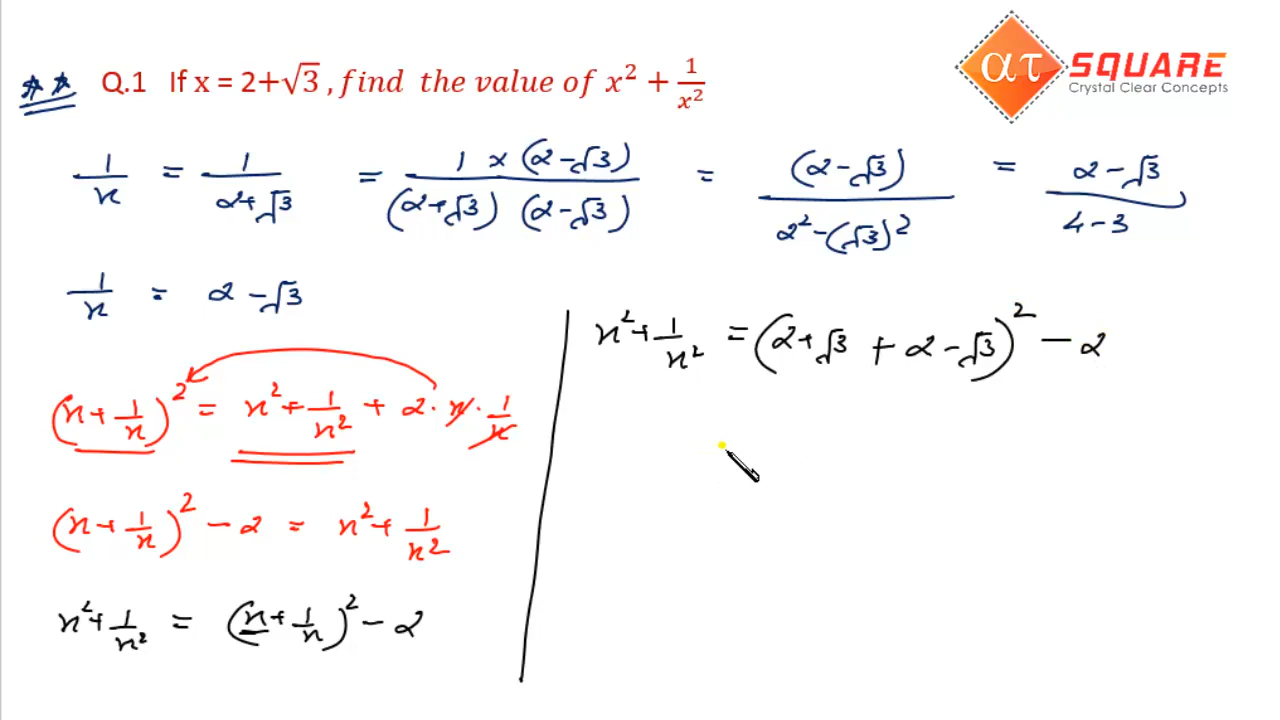 ατ SQUARE
Crystal Clear Concepts
Q.1 If x = 2+√3 , find the value of x² + 1/x²
1/x = 1/(2+√3) = 1 × (2-√3) / (2+√3) (2-√3) = (2-√3) / 2² - (√3)² = 2-√3 / 4-3
1/x = 2-√3
(x + 1/x)² = x² + 1/x² + 2 · x · 1/x
(x + 1/x)² - 2 = x² + 1/x²
x² + 1/x² = (x + 1/x)² - 2
x² + 1/x² = (2+√3 + 2-√3)² - 2